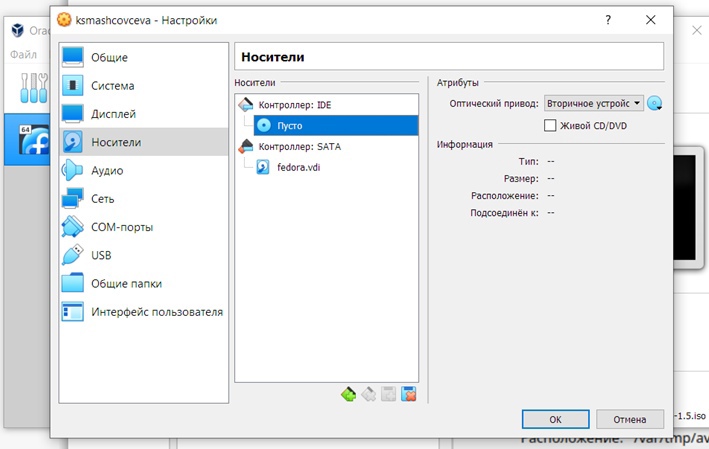 ksmashcovceva - Настройки
?
Orac
Файл
64
Общие
Система
Дисплей
Носители
Аудио
Сеть
COM-порты
USB
Общие папки
Интерфейс пользователя
Носители
Носители
Контроллер: IDE
Пусто
Контроллер: SATA
fedora.vdi
Атрибуты
Оптический привод: Вторичное устройс
Живой CD/DVD
Информация
Тип: --
Размер: --
Расположение: --
Подсоединён к: --
OK
Отмена
-1.5.iso
Расположение: "/var/tmp/av